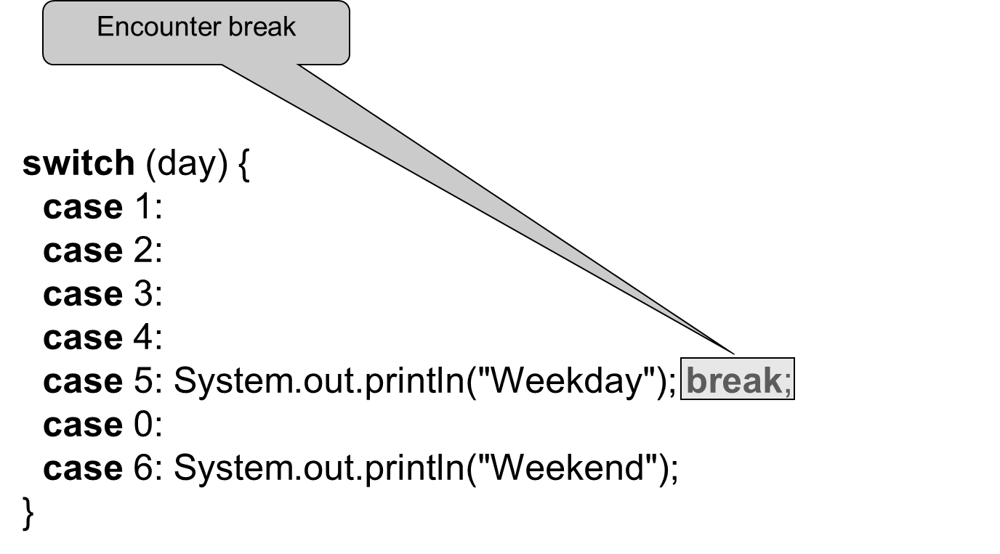 Encounter break
switch (day) {
case 1:
case 2:
case 3:
case 4:
case 5: System.out.println("Weekday"); break;
case 0:
case 6: System.out.println("Weekend");
}